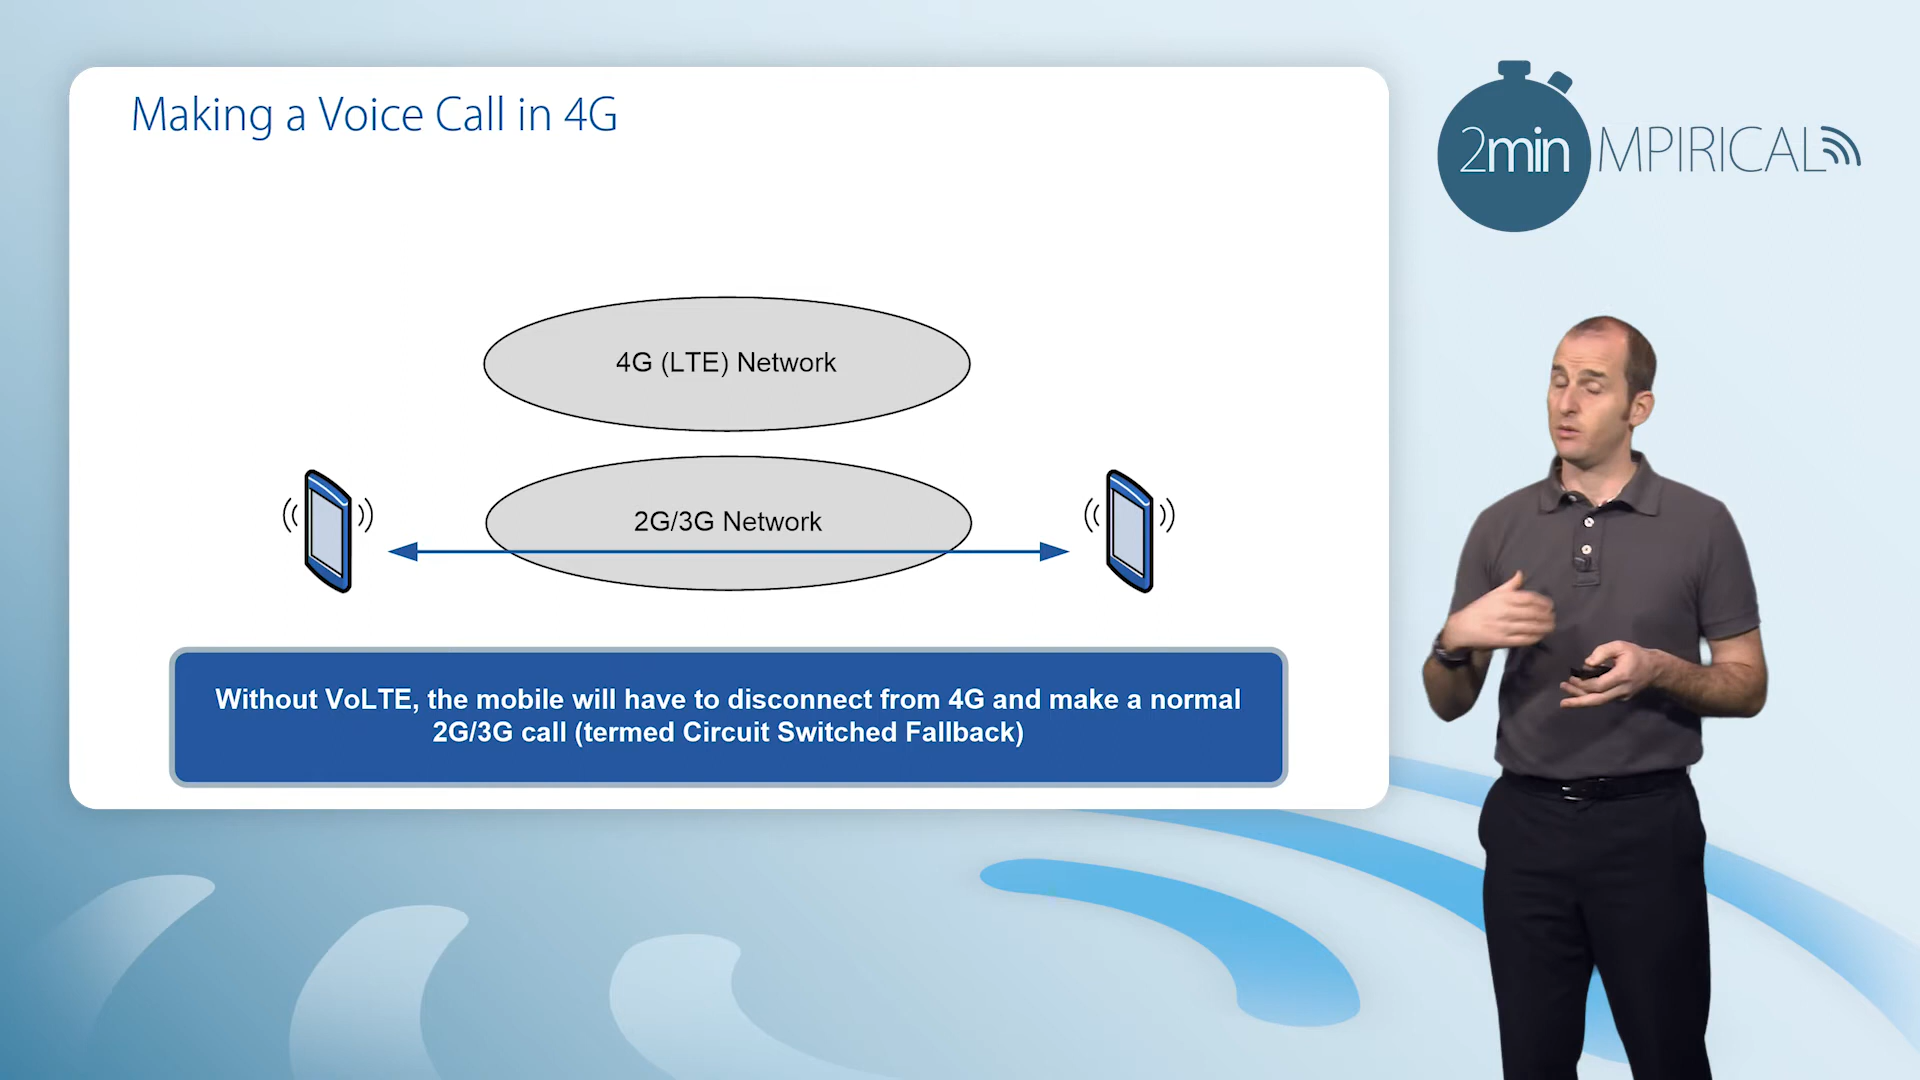 Making a Voice Call in 4G
2min MPIRICAL
4G (LTE) Network
2G/3G Network
Without VoLTE, the mobile will have to disconnect from 4G and make a normal
2G/3G call (termed Circuit Switched Fallback)